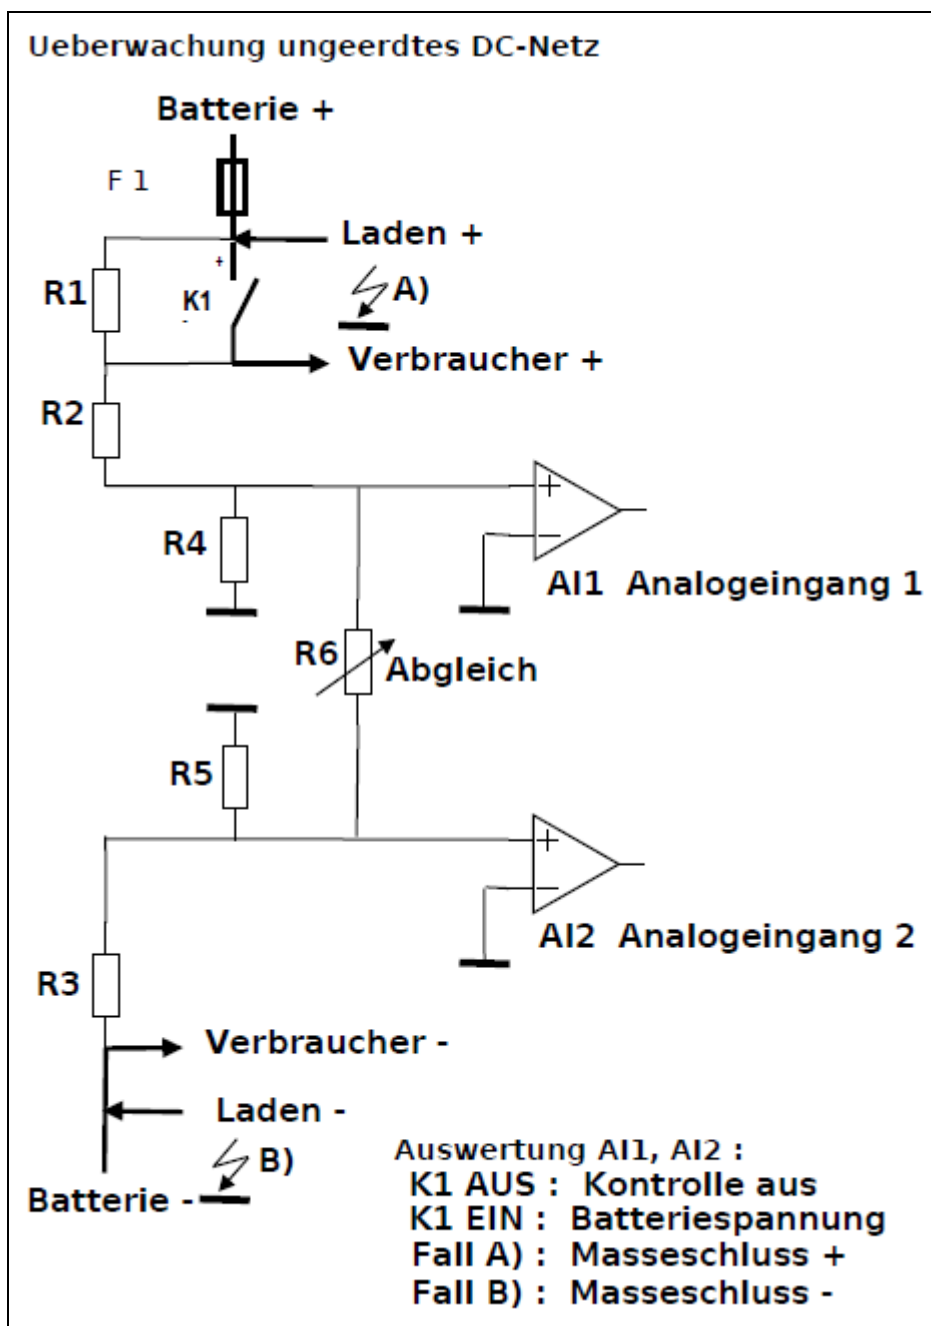 Ueberwachung ungeerdtes DC-Netz
Batterie +
F 1
Laden +
+
R1
K1
-
A)
Verbraucher +
R2
+
-
R4
AI1 Analogeingang 1
R6
Abgleich
R5
+
-
AI2 Analogeingang 2
R3
Verbraucher -
Laden -
B)
Batterie -
Auswertung AI1, AI2 :
K1 AUS : Kontrolle aus
K1 EIN : Batteriespannung
Fall A) : Masseschluss +
Fall B) : Masseschluss -